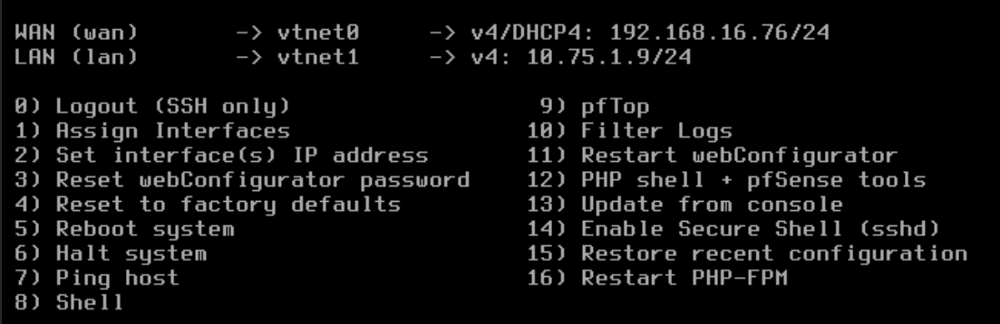 WAN (wan)       -> vtnet0     -> v4/DHCP4: 192.168.16.76/24
LAN (lan)       -> vtnet1     -> v4: 10.75.1.9/24
0) Logout (SSH only)                  9) pfTop
1) Assign Interfaces                 10) Filter Logs
2) Set interface(s) IP address       11) Restart webConfigurator
3) Reset webConfigurator password    12) PHP shell + pfSense tools
4) Reset to factory defaults         13) Update from console
5) Reboot system                     14) Enable Secure Shell (sshd)
6) Halt system                       15) Restore recent configuration
7) Ping host                         16) Restart PHP-FPM
8) Shell